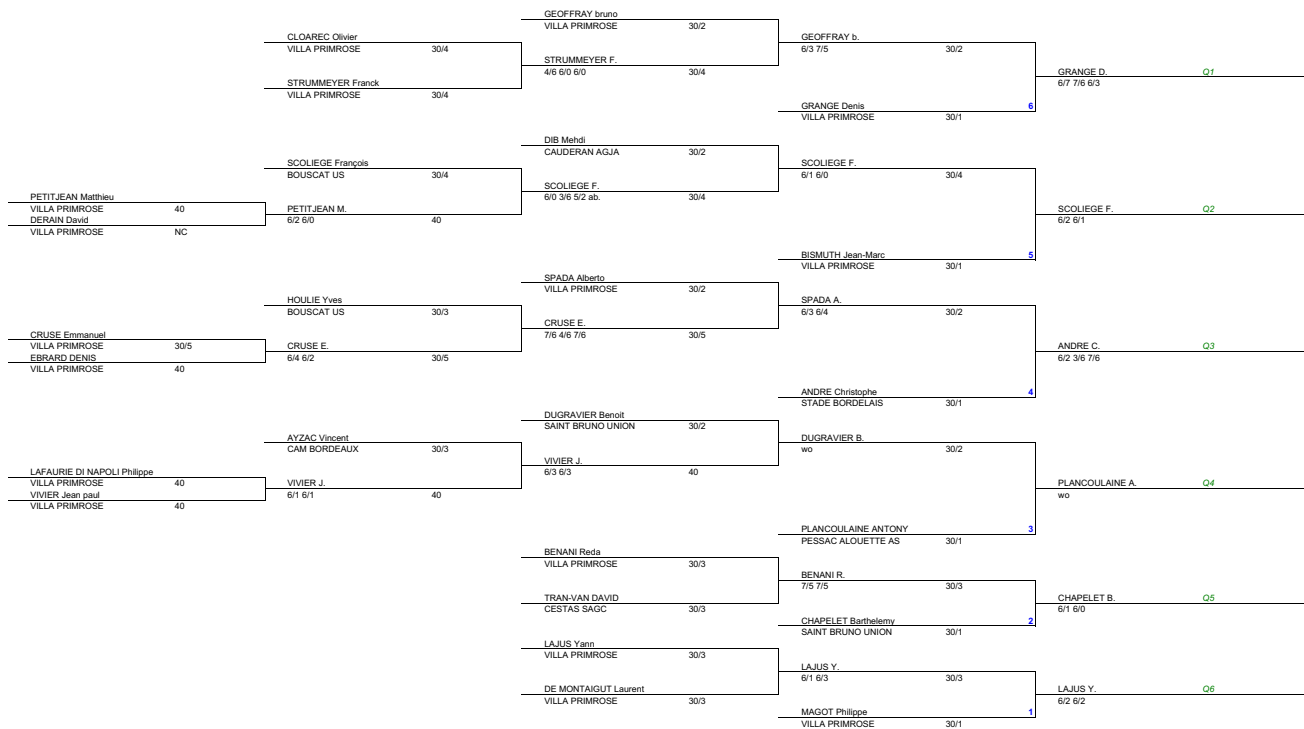 GEOFFRAY bruno
VILLA PRIMROSE 30/2
CLOAREC Olivier
VILLA PRIMROSE 30/4
GEOFFRAY b.
6/3 7/5 30/2
STRUMMEYER F.
4/6 6/0 6/0 30/4
GRANGE D. Q1
6/7 7/6 6/3
STRUMMEYER Franck
VILLA PRIMROSE 30/4
GRANGE Denis 6
VILLA PRIMROSE 30/1
DIB Mehdi
CAUDERAN AGJA 30/2
SCOLIEGE François
BOUSCAT US 30/4
SCOLIEGE F.
6/1 6/0 30/4
SCOLIEGE F.
6/0 3/6 5/2 ab. 30/4
PETITJEAN Matthieu
VILLA PRIMROSE 40
PETITJEAN M.
6/2 6/0 40
SCOLIEGE F. Q2
6/2 6/1
DERAIN David
VILLA PRIMROSE NC
BISMUTH Jean-Marc 5
VILLA PRIMROSE 30/1
SPADA Alberto
VILLA PRIMROSE 30/2
HOULIE Yves
BOUSCAT US 30/3
SPADA A.
6/3 6/4 30/2
CRUSE E.
7/6 4/6 7/6 30/5
CRUSE Emmanuel
VILLA PRIMROSE 30/5
CRUSE E.
6/4 6/2 30/5
ANDRE C. Q3
6/2 3/6 7/6
EBRARD DENIS
VILLA PRIMROSE 40
ANDRE Christophe 4
STADE BORDELAIS 30/1
DUGRAVIER Benoit
SAINT BRUNO UNION 30/2
AYZAC Vincent
CAM BORDEAUX 30/3
DUGRAVIER B.
wo 30/2
VIVIER J.
6/3 6/3 40
LAFAURIE DI NAPOLI Philippe
VILLA PRIMROSE 40
VIVIER J.
6/1 6/1 40
PLANCOULAINE A. Q4
wo
VIVIER Jean paul
VILLA PRIMROSE 40
PLANCOULAINE ANTONY 3
PESSAC ALOUETTE AS 30/1
BENANI Reda
VILLA PRIMROSE 30/3
BENANI R.
7/5 7/5 30/3
TRAN-VAN DAVID
CESTAS SAGC 30/3
CHAPELET B. Q5
6/1 6/0
CHAPELET Barthelemy 2
SAINT BRUNO UNION 30/1
LAJUS Yann
VILLA PRIMROSE 30/3
LAJUS Y.
6/1 6/3 30/3
DE MONTAIGUT Laurent
VILLA PRIMROSE 30/3
LAJUS Y. Q6
6/2 6/2
MAGOT Philippe 1
VILLA PRIMROSE 30/1